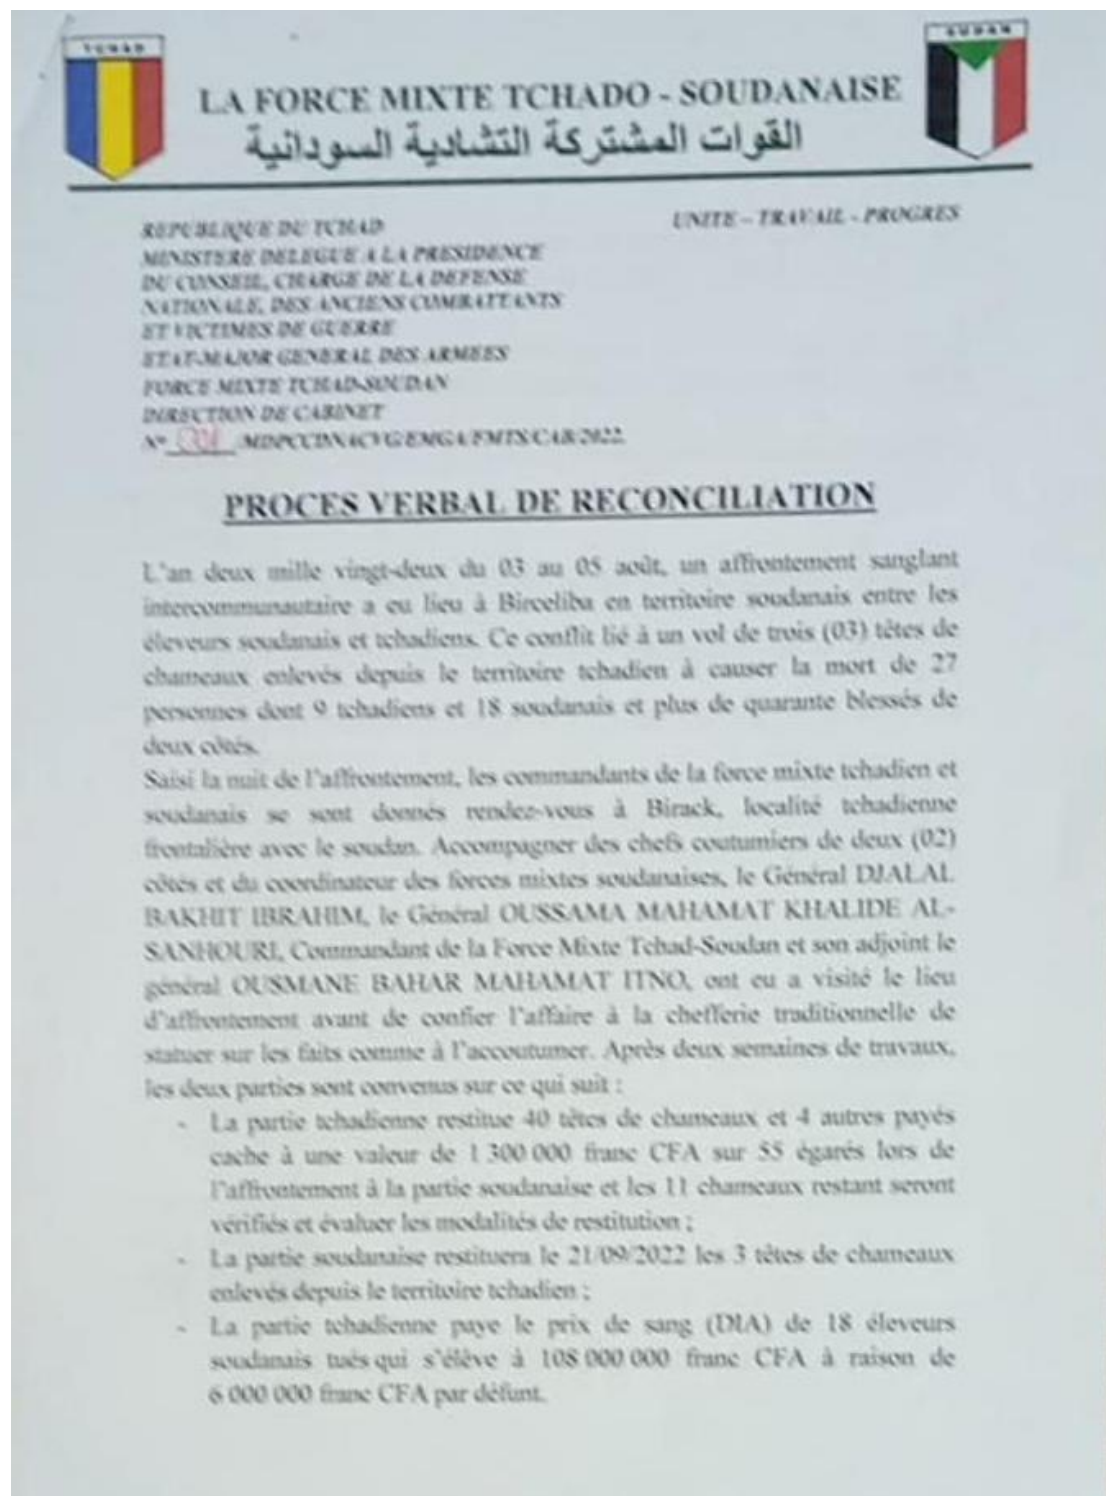 TCHAD
SUDAN
LA FORCE MIXTE TCHADO - SOUDANAISE
القوات المشتركة التشادية السودانية
REPUBLIQUE DU TCHAD
UNITE – TRAVAIL - PROGRES
MINISTERE DELEGUE A LA PRESIDENCE
DU CONSEIL, CHARGE DE LA DEFENSE
NATIONALE, DES ANCIENS COMBATTANTS
ET VICTIMES DE GUERRE
ETAT-MAJOR GENERAL DES ARMEES
FORCE MIXTE TCHAD-SOUDAN
DIRECTION DE CABINET
N° /MDPCCDNACVG/EMGA/FMTS/CAB/2022
PROCES VERBAL DE RECONCILIATION
L'an deux mille vingt-deux du 03 au 05 août, un affrontement sanglant
intercommunautaire a eu lieu à Birceliba en territoire soudanais entre les
éleveurs soudanais et tchadiens. Ce conflit lié à un vol de trois (03) têtes de
chameaux enlevés depuis le territoire tchadien à causer la mort de 27
personnes dont 9 tchadiens et 18 soudanais et plus de quarante blessés de
deux côtés.
Saisi la nuit de l'affrontement, les commandants de la force mixte tchadien et
soudanais se sont donnés rendez-vous à Birack, localité tchadienne
frontalière avec le soudan. Accompagner des chefs coutumiers de deux (02)
côtés et du coordinateur des forces mixtes soudanaises, le Général DJALAL
BAKHIT IBRAHIM, le Général OUSSAMA MAHAMAT KHALIDE AL-
SANHOURI, Commandant de la Force Mixte Tchad-Soudan et son adjoint le
général OUSMANE BAHAR MAHAMAT ITNO, ont eu a visité le lieu
d'affrontement avant de confier l'affaire à la chefferie traditionnelle de
statuer sur les faits comme à l'accoutumer. Après deux semaines de travaux,
les deux parties sont convenus sur ce qui suit :
- La partie tchadienne restitue 40 têtes de chameaux et 4 autres payés
cache à une valeur de 1 300 000 franc CFA sur 55 égarés lors de
l'affrontement à la partie soudanaise et les 11 chameaux restant seront
vérifiés et évaluer les modalités de restitution ;
- La partie soudanaise restituera le 21/09/2022 les 3 têtes de chameaux
enlevés depuis le territoire tchadien ;
- La partie tchadienne paye le prix de sang (DIA) de 18 éleveurs
soudanais tués qui s'élève à 108 000 000 franc CFA à raison de
6 000 000 franc CFA par défunt.